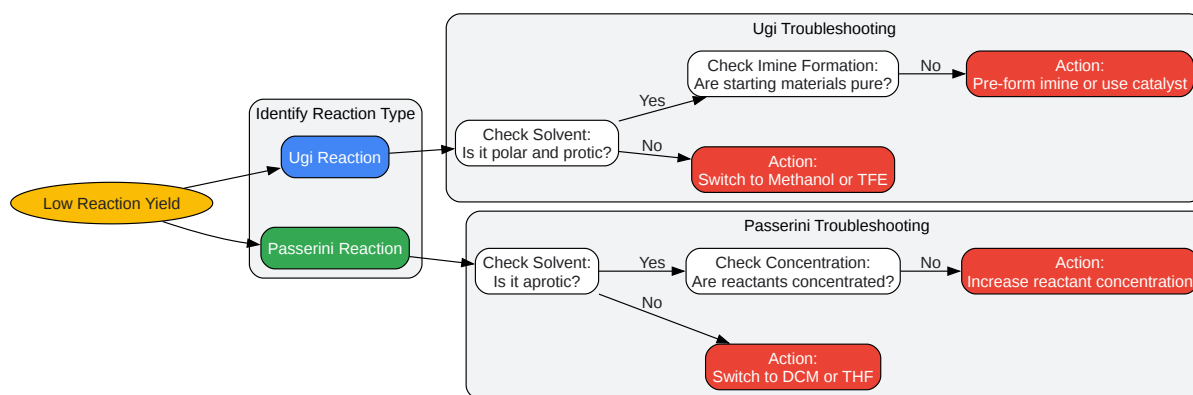 Low Reaction Yield
Identify Reaction Type
Ugi Reaction
Passerini Reaction
Ugi Troubleshooting
Check Solvent:
Is it polar and protic?
Yes
Check Imine Formation:
Are starting materials pure?
No
Action:
Pre-form imine or use catalyst
No
Action:
Switch to Methanol or TFE
Passerini Troubleshooting
Check Solvent:
Is it aprotic?
Yes
Check Concentration:
Are reactants concentrated?
No
Action:
Increase reactant concentration
No
Action:
Switch to DCM or THF